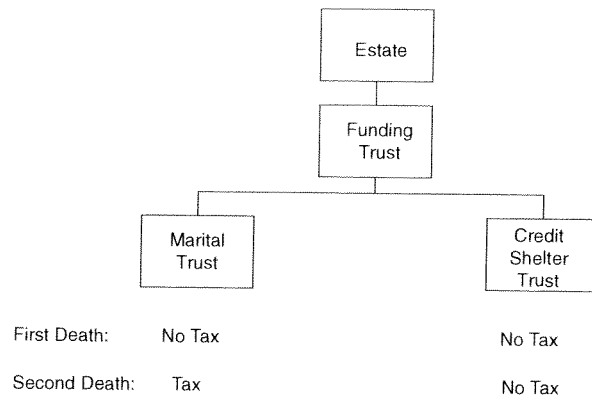 Estate
Funding
Trust
Marital
Trust
Credit
Shelter
Trust
First Death: No Tax No Tax
Second Death: Tax No Tax